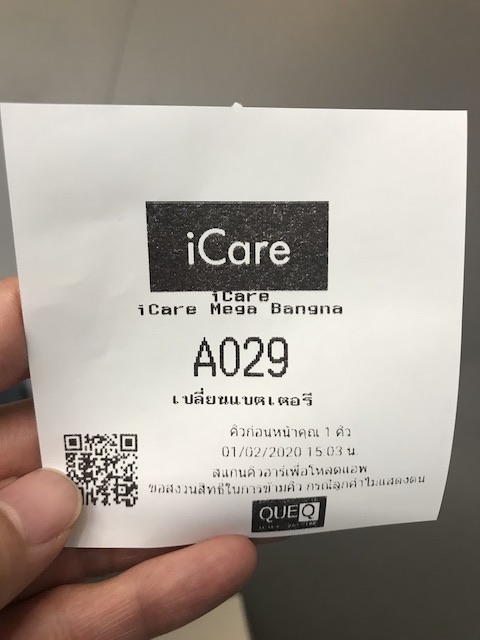 iCare
iCare
iCare Mega Bangna
A029
เปลี่ยนแบตเตอรี่
คิวก่อนหน้าคุณ 1 คิว
01/02/2020 15:03 น.
สแกนคิวอาร์เพื่อโหลดแอพ
ขอสงวนสิทธิในการข้ามคิว กรณีลูกค้าไม่แสดงตน
QUEQ